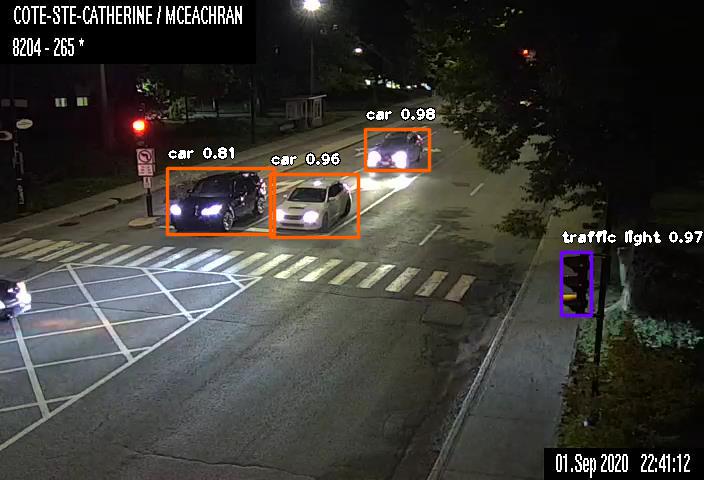 COTE-STE-CATHERINE / MCEACHRAN
8204 - 265 *
car 0.98
car 0.81
car 0.96
traffic light 0.97
01.Sep 2020 22:41:12